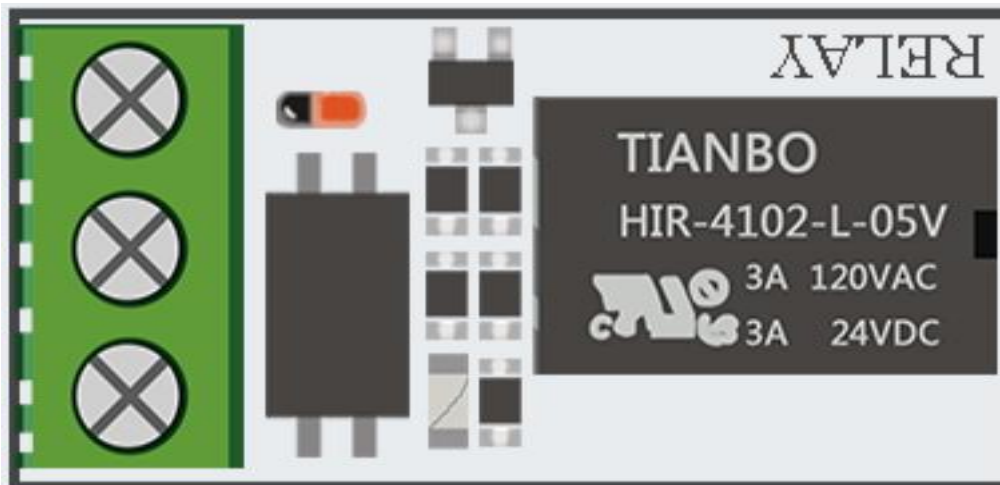 RELAY
TIANBO
HIR-4102-L-05V
3A 120VAC
3A 24VDC